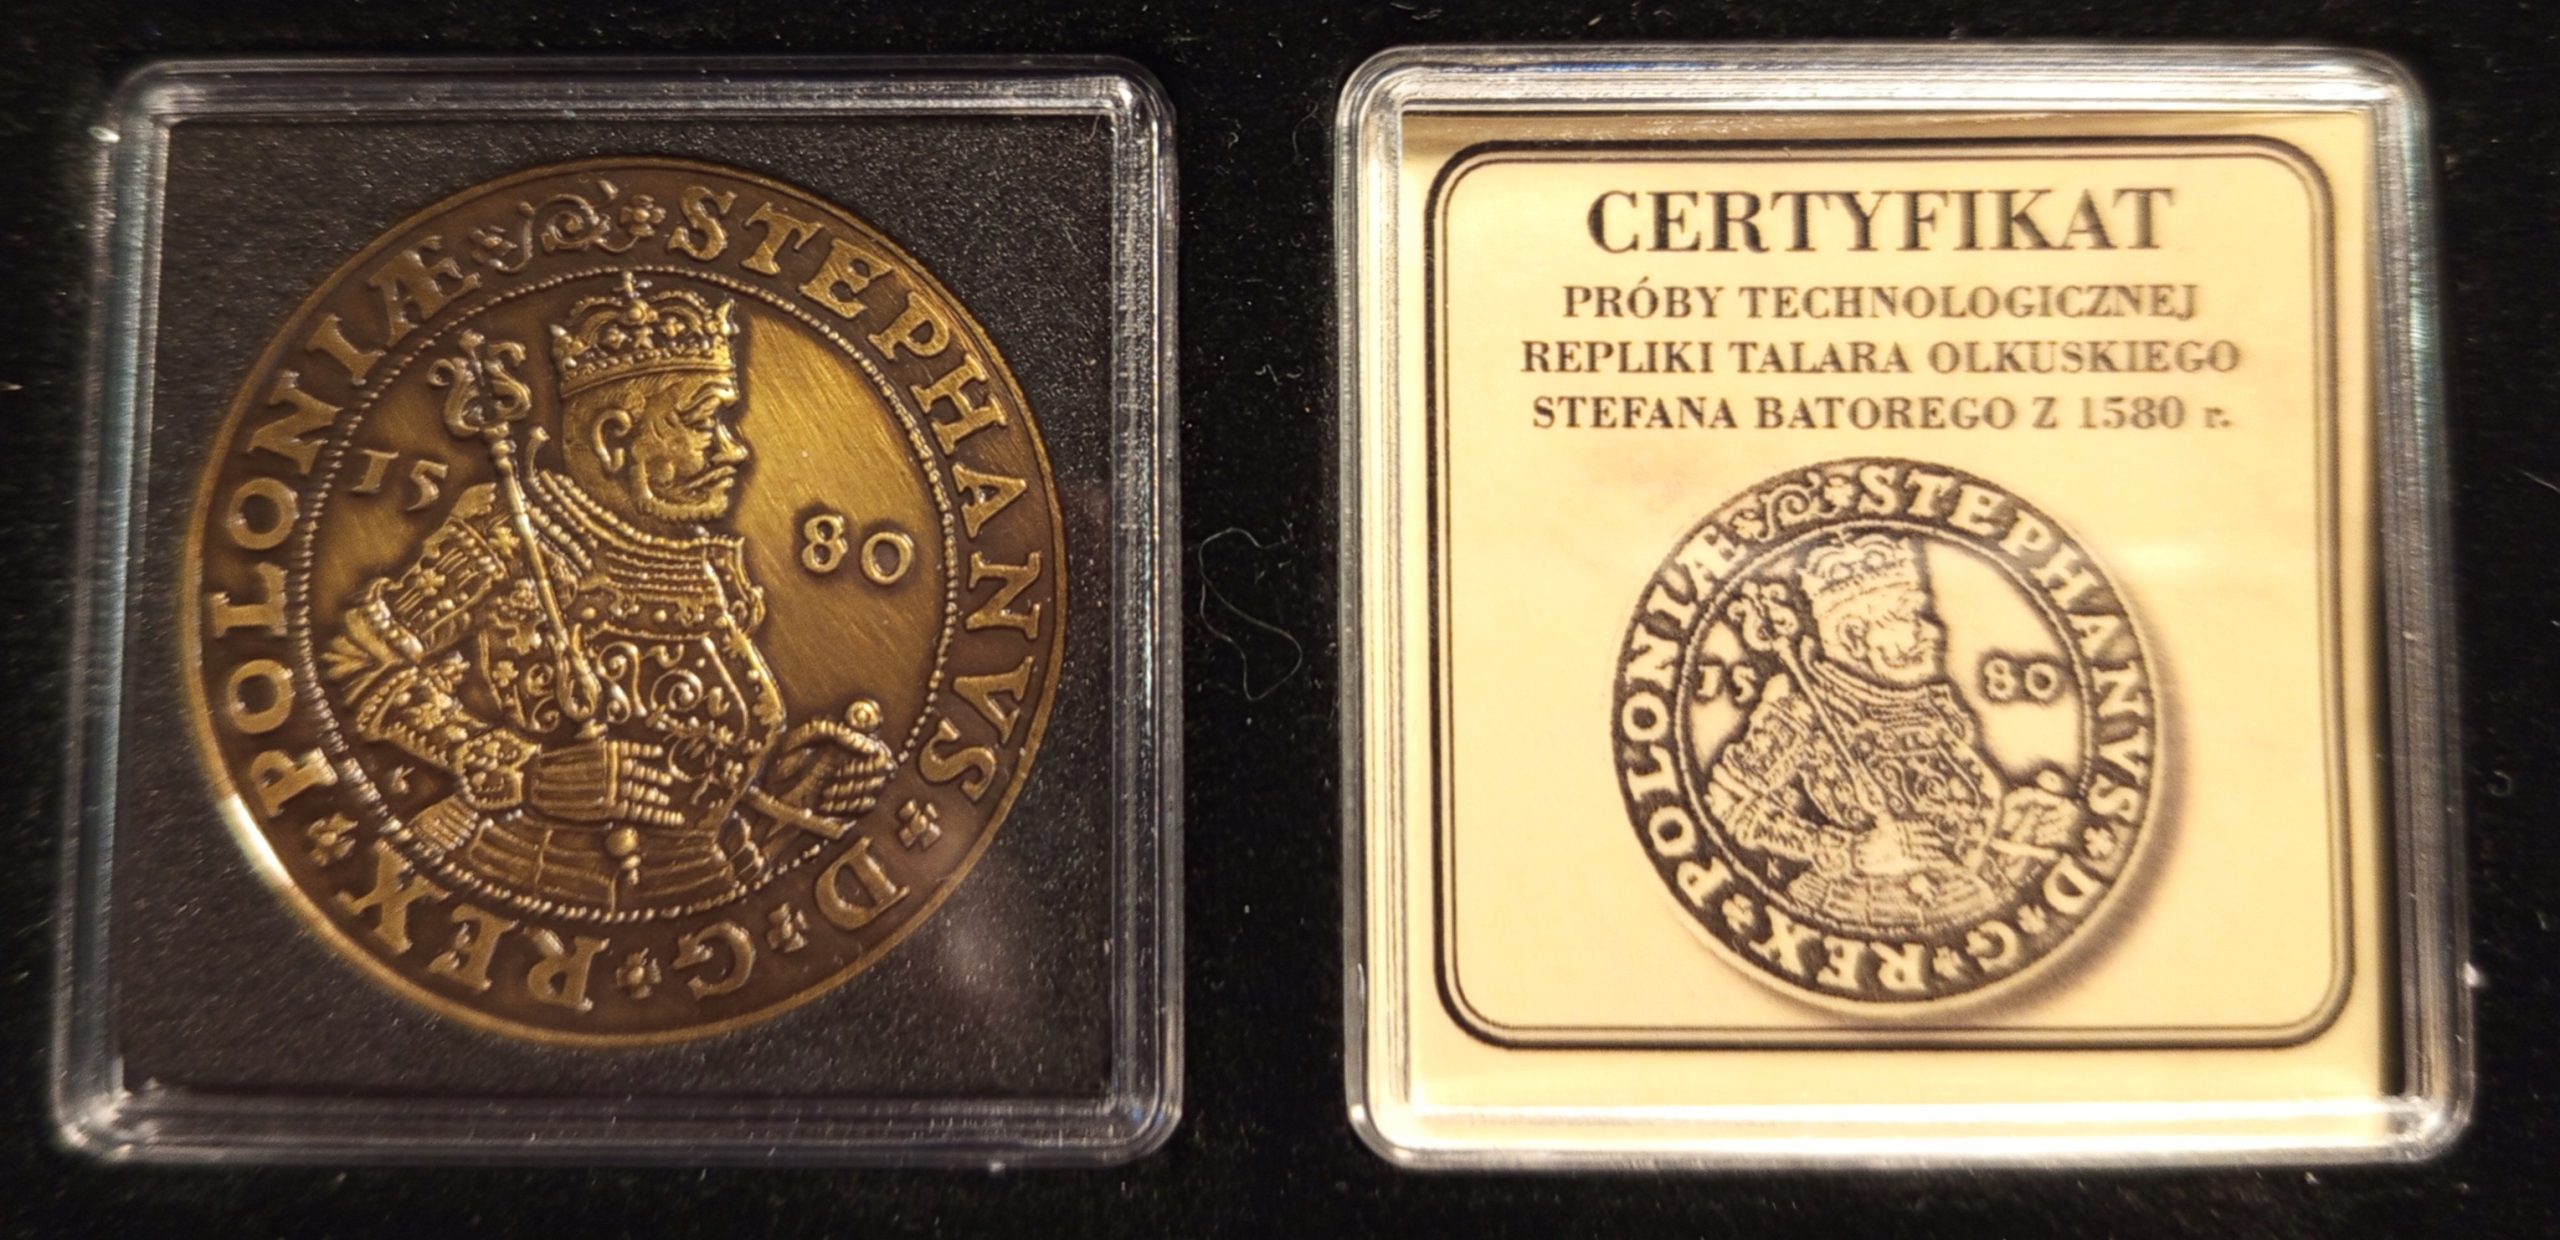 STEPHANVS D G REX POLONIÆ
15 80
CERTYFIKAT
PRÓBY TECHNOLOGICZNEJ
REPLIKI TALARA OLKUSKIEGO
STEFANA BATOREGO Z 1580 r.
STEPHANVS D G REX POLONIÆ
15 80